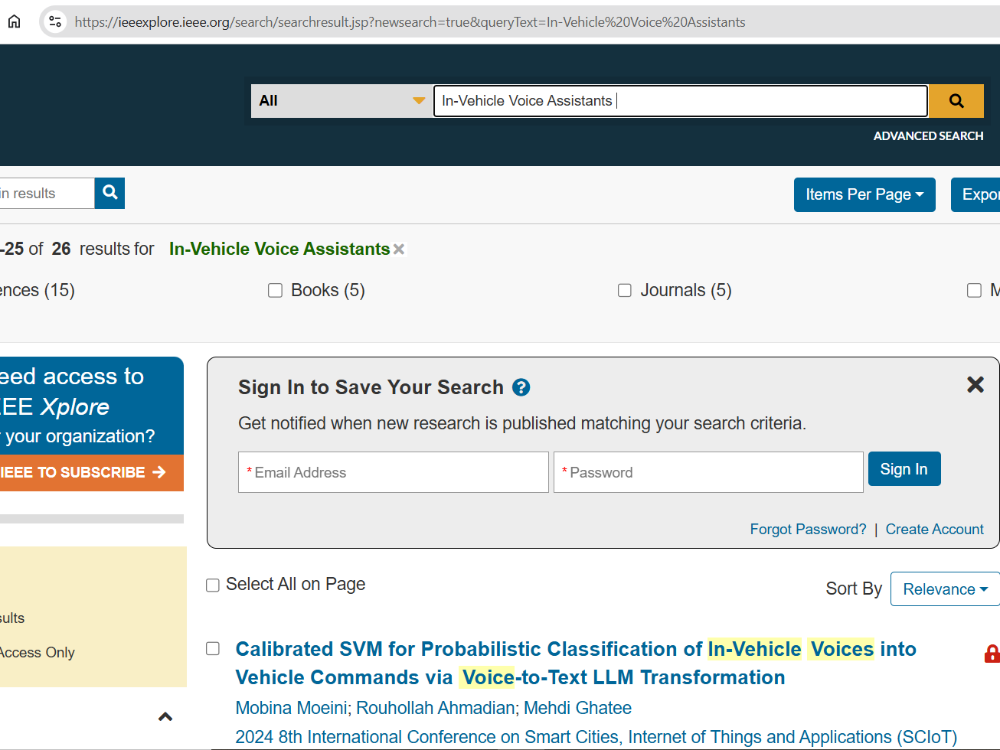 https://ieeexplore.ieee.org/search/searchresult.jsp?newsearch=true&queryText=In-Vehicle%20Voice%20Assistants
All
In-Vehicle Voice Assistants
ADVANCED SEARCH
in results
Items Per Page
-25 of 26 results for In-Vehicle Voice Assistants
(15)
Books (5)
Journals (5)
access to
Xplore
your organization?
IEEE TO SUBSCRIBE
Sign In to Save Your Search ?
Get notified when new research is published matching your search criteria.
* Email Address
* Password
Sign In
Forgot Password? | Create Account
Access Only
Select All on Page
Sort By
Relevance
Calibrated SVM for Probabilistic Classification of In-Vehicle Voices into
Vehicle Commands via Voice-to-Text LLM Transformation
Mobina Moeini; Rouhollah Ahmadian; Mehdi Ghatee
2024 8th International Conference on Smart Cities, Internet of Things and Applications (SCIoT)